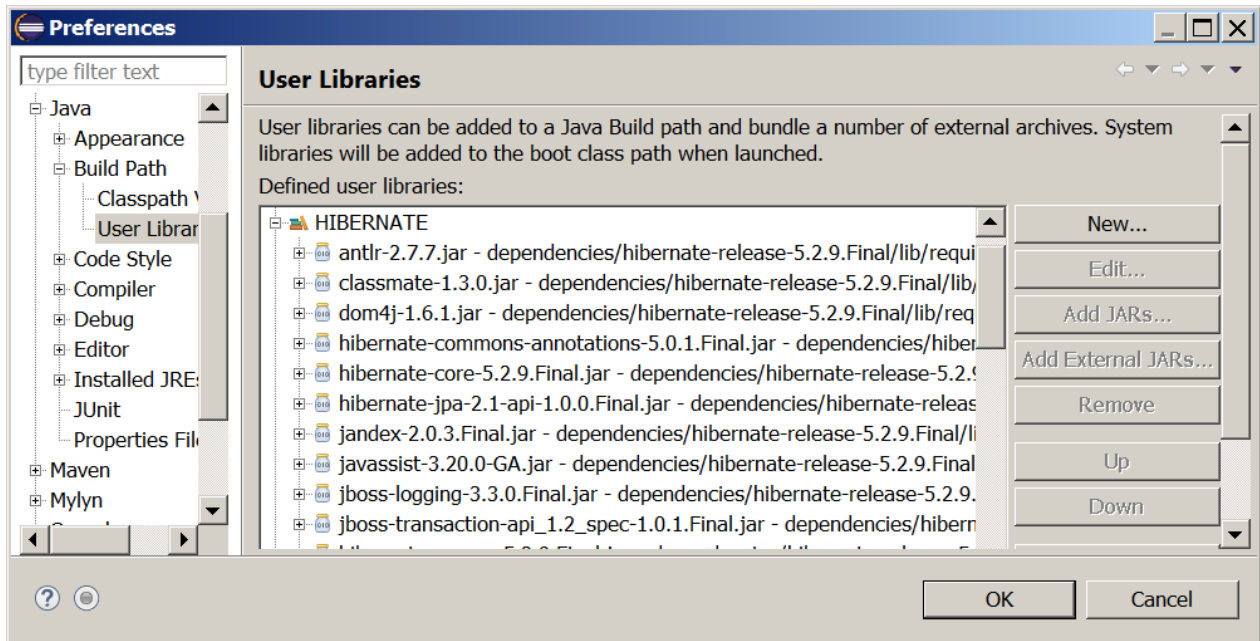 Preferences
type filter text
Java
Appearance
Build Path
Classpath
User Librar
Code Style
Compiler
Debug
Editor
Installed JREs
JUnit
Properties File
Maven
Mylyn
User Libraries
User libraries can be added to a Java Build path and bundle a number of external archives. System
libraries will be added to the boot class path when launched.
Defined user libraries:
HIBERNATE
antlr-2.7.7.jar - dependencies/hibernate-release-5.2.9.Final/lib/requi
classmate-1.3.0.jar - dependencies/hibernate-release-5.2.9.Final/lib/
dom4j-1.6.1.jar - dependencies/hibernate-release-5.2.9.Final/lib/req
hibernate-commons-annotations-5.0.1.Final.jar - dependencies/hiber
hibernate-core-5.2.9.Final.jar - dependencies/hibernate-release-5.2.9
hibernate-jpa-2.1-api-1.0.0.Final.jar - dependencies/hibernate-releas
jandex-2.0.3.Final.jar - dependencies/hibernate-release-5.2.9.Final/li
javassist-3.20.0-GA.jar - dependencies/hibernate-release-5.2.9.Final
jboss-logging-3.3.0.Final.jar - dependencies/hibernate-release-5.2.9.
jboss-transaction-api_1.2_spec-1.0.1.Final.jar - dependencies/hibern
New...
Edit...
Add JARs...
Add External JARs...
Remove
Up
Down
OK
Cancel